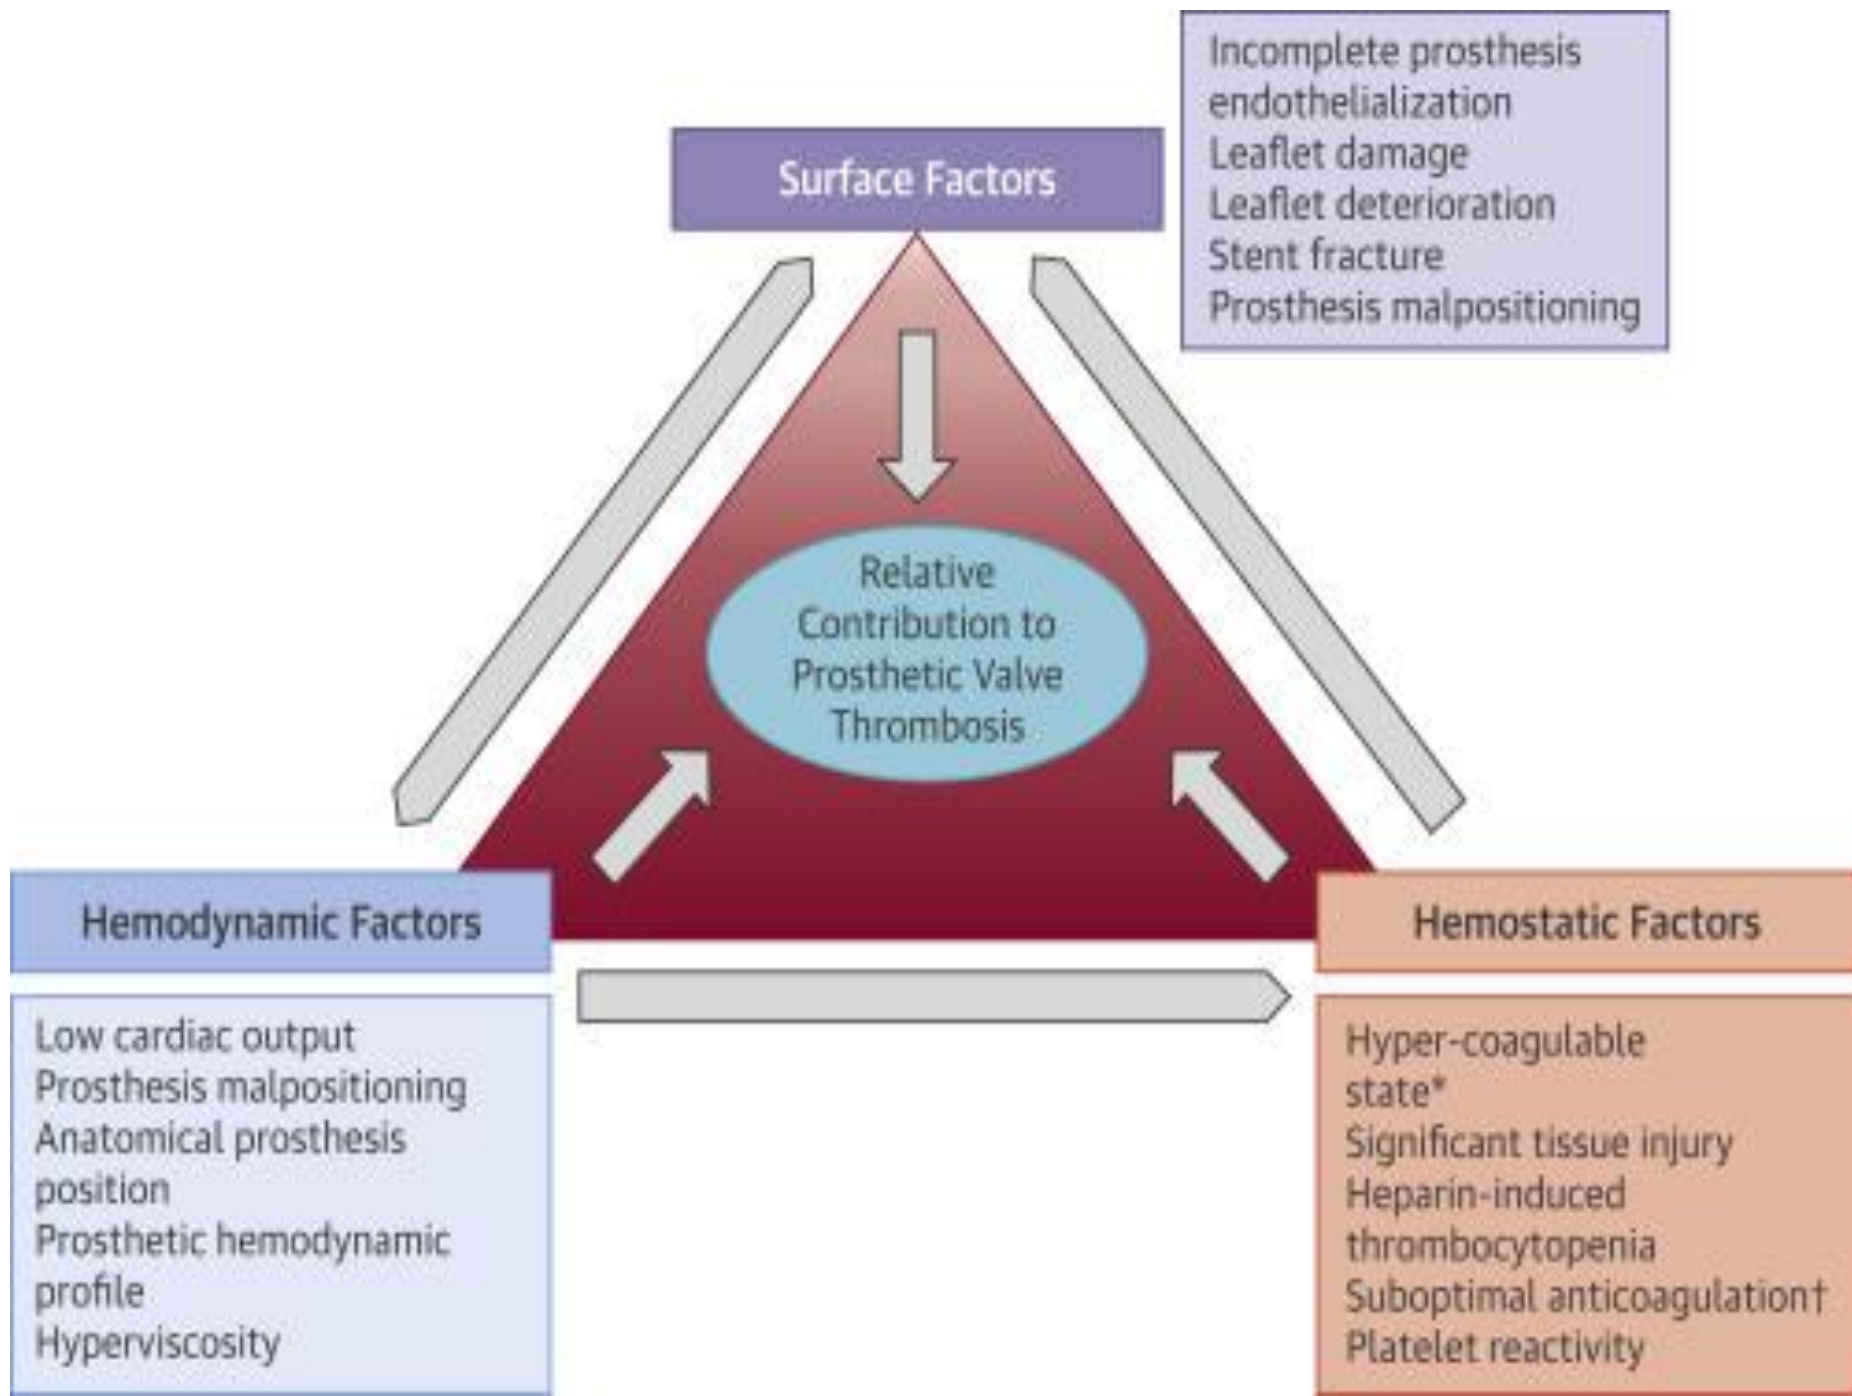 Incomplete prosthesis
endothelialization
Leaflet damage
Leaflet deterioration
Stent fracture
Prosthesis malpositioning
Surface Factors
Relative
Contribution to
Prosthetic Valve
Thrombosis
Hemodynamic Factors
Low cardiac output
Prosthesis malpositioning
Anatomical prosthesis
position
Prosthetic hemodynamic
profile
Hyperviscosity
Hemostatic Factors
Hyper-coagulable
state*
Significant tissue injury
Heparin-induced
thrombocytopenia
Suboptimal anticoagulation†
Platelet reactivity